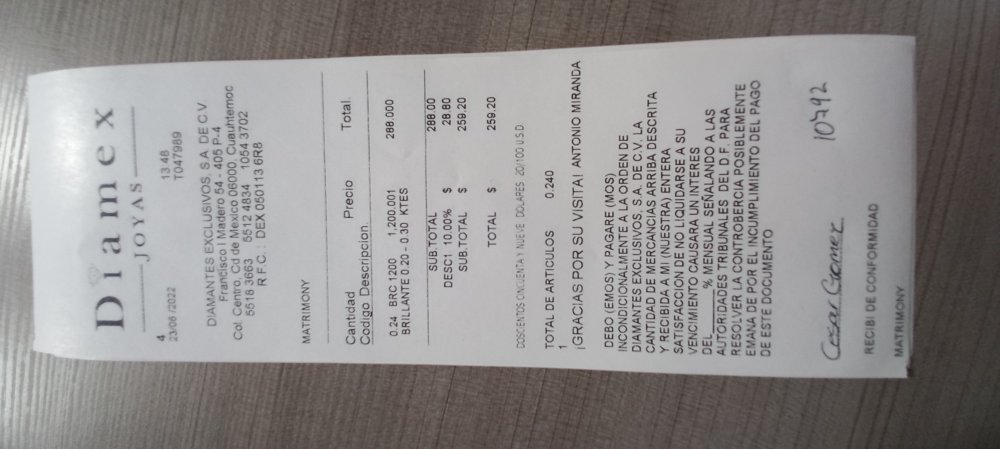 Diamex
JOYAS
4
23/06/2022 13:48
T047989
DIAMANTES EXCLUSIVOS, S.A. DE C.V.
Francisco I Madero 54 - 405 P-4
Col. Centro, Cd de Mexico 06000, Cuauhtemoc
5518 3663 5512 4834 1054 3702
R.F.C.: DEX 050113 6R8
MATRIMONY
Cantidad Precio Total.
Codigo Descripcion.
0.24 BRC 1200 1,200.001 288.000
BRILLANTE 0.20 - 0.30 KTES
SUB.TOTAL 288.00
DESC1 10.00% $ 28.80
SUB.TOTAL $ 259.20
TOTAL $ 259.20
DOSCIENTOS CINCUENTA Y NUEVE DOLARES 20/100 U.S.D.
TOTAL DE ARTICULOS 0.240
1
¡GRACIAS POR SU VISITA! ANTONIO MIRANDA
DEBO (EMOS) Y PAGARE (MOS)
INCONDICIONALMENTE A LA ORDEN DE
DIAMANTES EXCLUSIVOS, S.A. DE C.V. LA
CANTIDAD DE MERCANCIAS ARRIBA DESCRITA
Y RECIBIDA A MI (NUESTRA) ENTERA
SATISFACCION DE NO LIQUIDARSE A SU
VENCIMIENTO CAUSARA UN INTERES
DEL_____% MENSUAL SEÑALANDO A LAS
AUTORIDADES TRIBUNALES DEL D.F. PARA
RESOLVER LA CONTROBERCIA POSIBLEMENTE
EMANA DE POR EL INCUMPLIMIENTO DEL PAGO
DE ESTE DOCUMENTO
Cesar Gomez 10792
RECIBI DE CONFORMIDAD
MATRIMONY